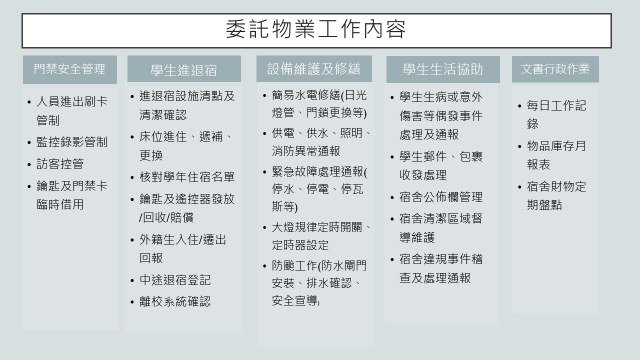 委託物業工作內容
門禁安全管理
• 人員進出刷卡
管制
• 監控錄影管制
• 訪客控管
• 鑰匙及門禁卡
臨時借用
學生進退宿
• 進退宿設施清點及
清潔確認
• 床位進住、遞補、
更換
• 核對學年住宿名單
• 鑰匙及遙控器發放
/回收/賠償
• 外籍生入住/遷出
回報
• 中途退宿登記
• 離校系統確認
設備維護及修繕
• 簡易水電修繕(日光
燈管、門鎖更換等)
• 供電、供水、照明、
消防異常通報
• 緊急故障處理通報(
停水、停電、停瓦
斯等)
• 大燈規律定時開關、
定時器設定
• 防颱工作(防水閘門
安裝、排水確認、
安全宣導)
學生生活協助
• 學生生病或意外
傷害等偶發事件
處理及通報
• 學生郵件、包裹
收發處理
• 宿舍公佈欄管理
• 宿舍清潔區域督
導維護
• 宿舍違規事件稽
查及處理通報
文書行政作業
• 每日工作記
錄
• 物品庫存月
報表
• 宿舍財物定
期盤點